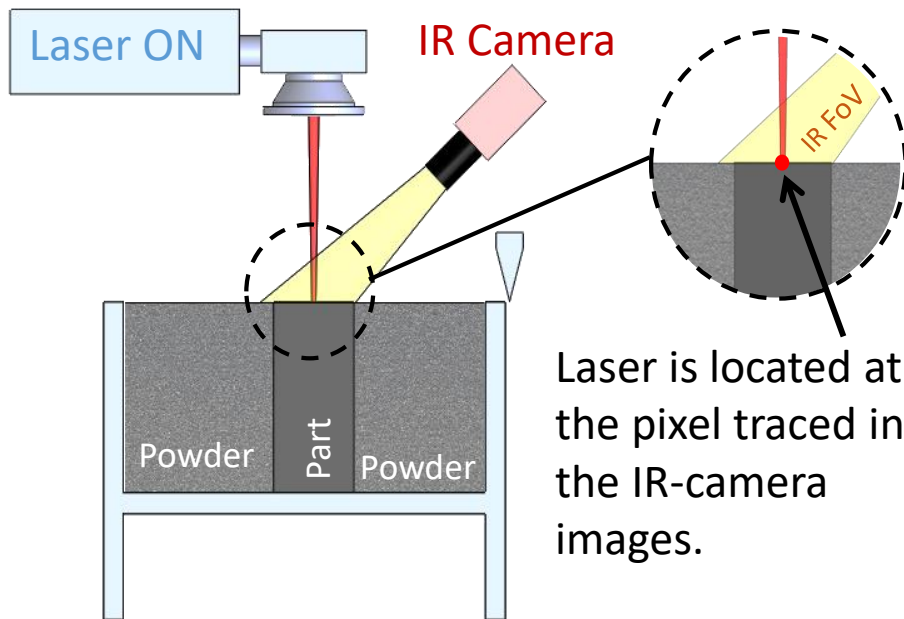 Laser ON
IR Camera
IR FoV
Laser is located at
the pixel traced in
the IR-camera
images.
Powder
Part
Powder